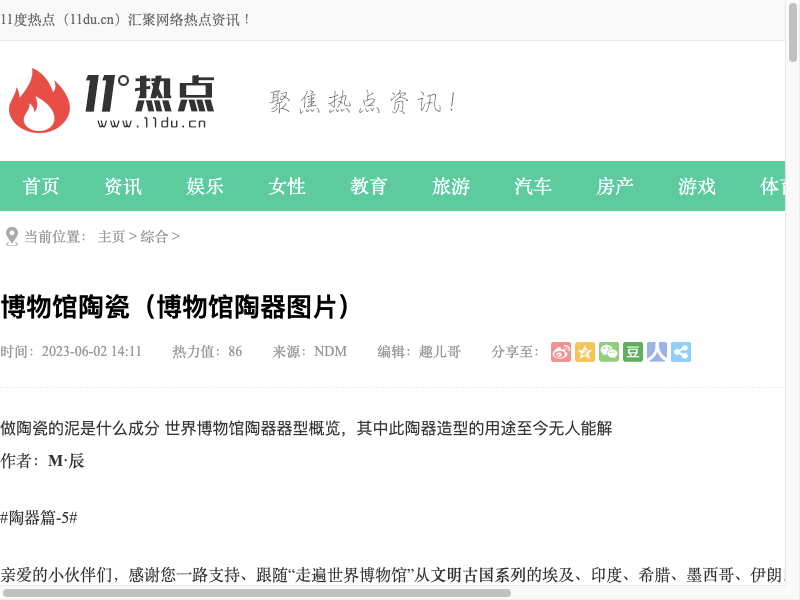 11度热点（11du.cn）汇聚网络热点资讯！
11°热点
www.11du.cn
聚焦热点资讯!
首页 资讯 娱乐 女性 教育 旅游 汽车 房产 游戏 体育
当前位置： 主页 > 综合 >
博物馆陶瓷（博物馆陶器图片）
时间：2023-06-02 14:11 热力值：86 来源：NDM 编辑：趣儿哥 分享至：
豆 人
做陶瓷的泥是什么成分 世界博物馆陶器器型概览，其中此陶器造型的用途至今无人能解
作者：M·辰
#陶器篇-5#
亲爱的小伙伴们，感谢您一路支持、跟随“走遍世界博物馆”从文明古国系列的埃及、印度、希腊、墨西哥、伊朗